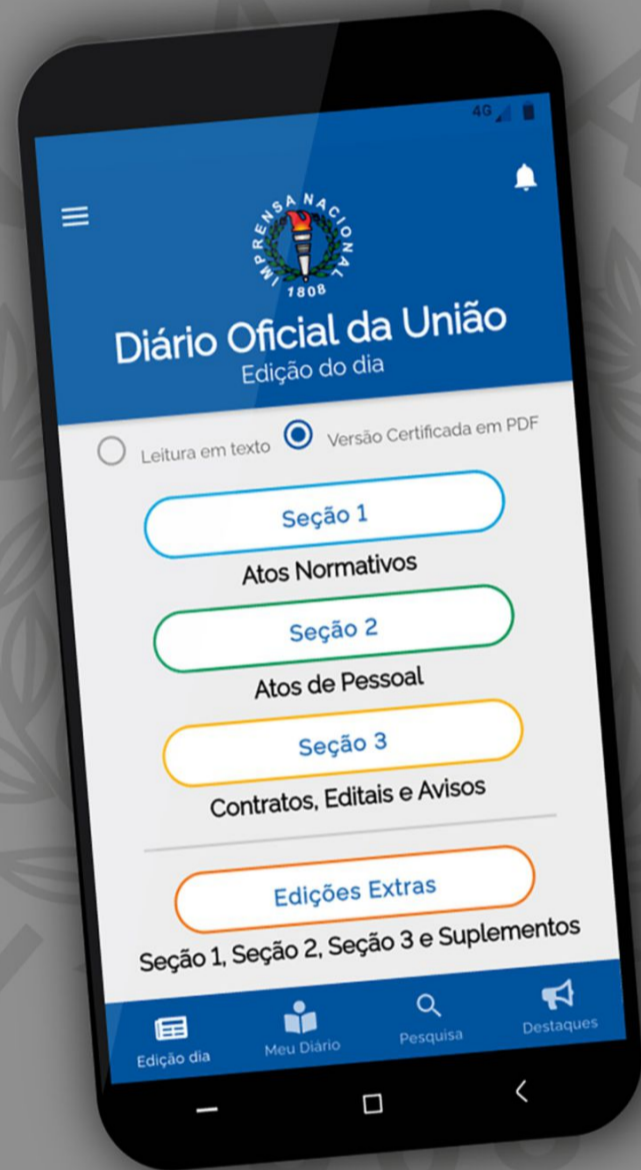 4G
IMPRENSA NACIONAL
1808
Diário Oficial da União
Edição do dia
Leitura em texto Versão Certificada em PDF
Seção 1
Atos Normativos
Seção 2
Atos de Pessoal
Seção 3
Contratos, Editais e Avisos
Edições Extras
Seção 1, Seção 2, Seção 3 e Suplementos
Edição dia Meu Diário Pesquisa Destaques